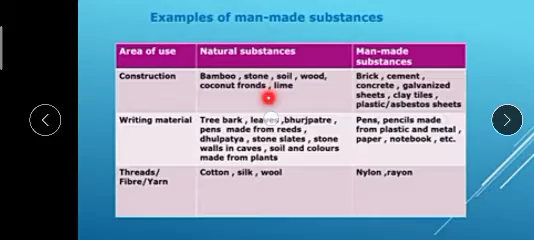 Examples of man-made substances
Area of use
Natural substances
Man-made
substances
Construction
Bamboo , stone , soil , wood,
coconut fronds , lime
Brick , cement ,
concrete , galvanized
sheets , clay tiles ,
plastic/asbestos sheets
Writing material
Tree bark , leaves ,bhurjpatre ,
pens made from reeds ,
dhulpatya , stone slates , stone
walls in caves , soil and colours
made from plants
Pens, pencils made
from plastic and metal ,
paper , notebook , etc.
Threads/
Fibre/Yarn
Cotton , silk , wool
Nylon ,rayon